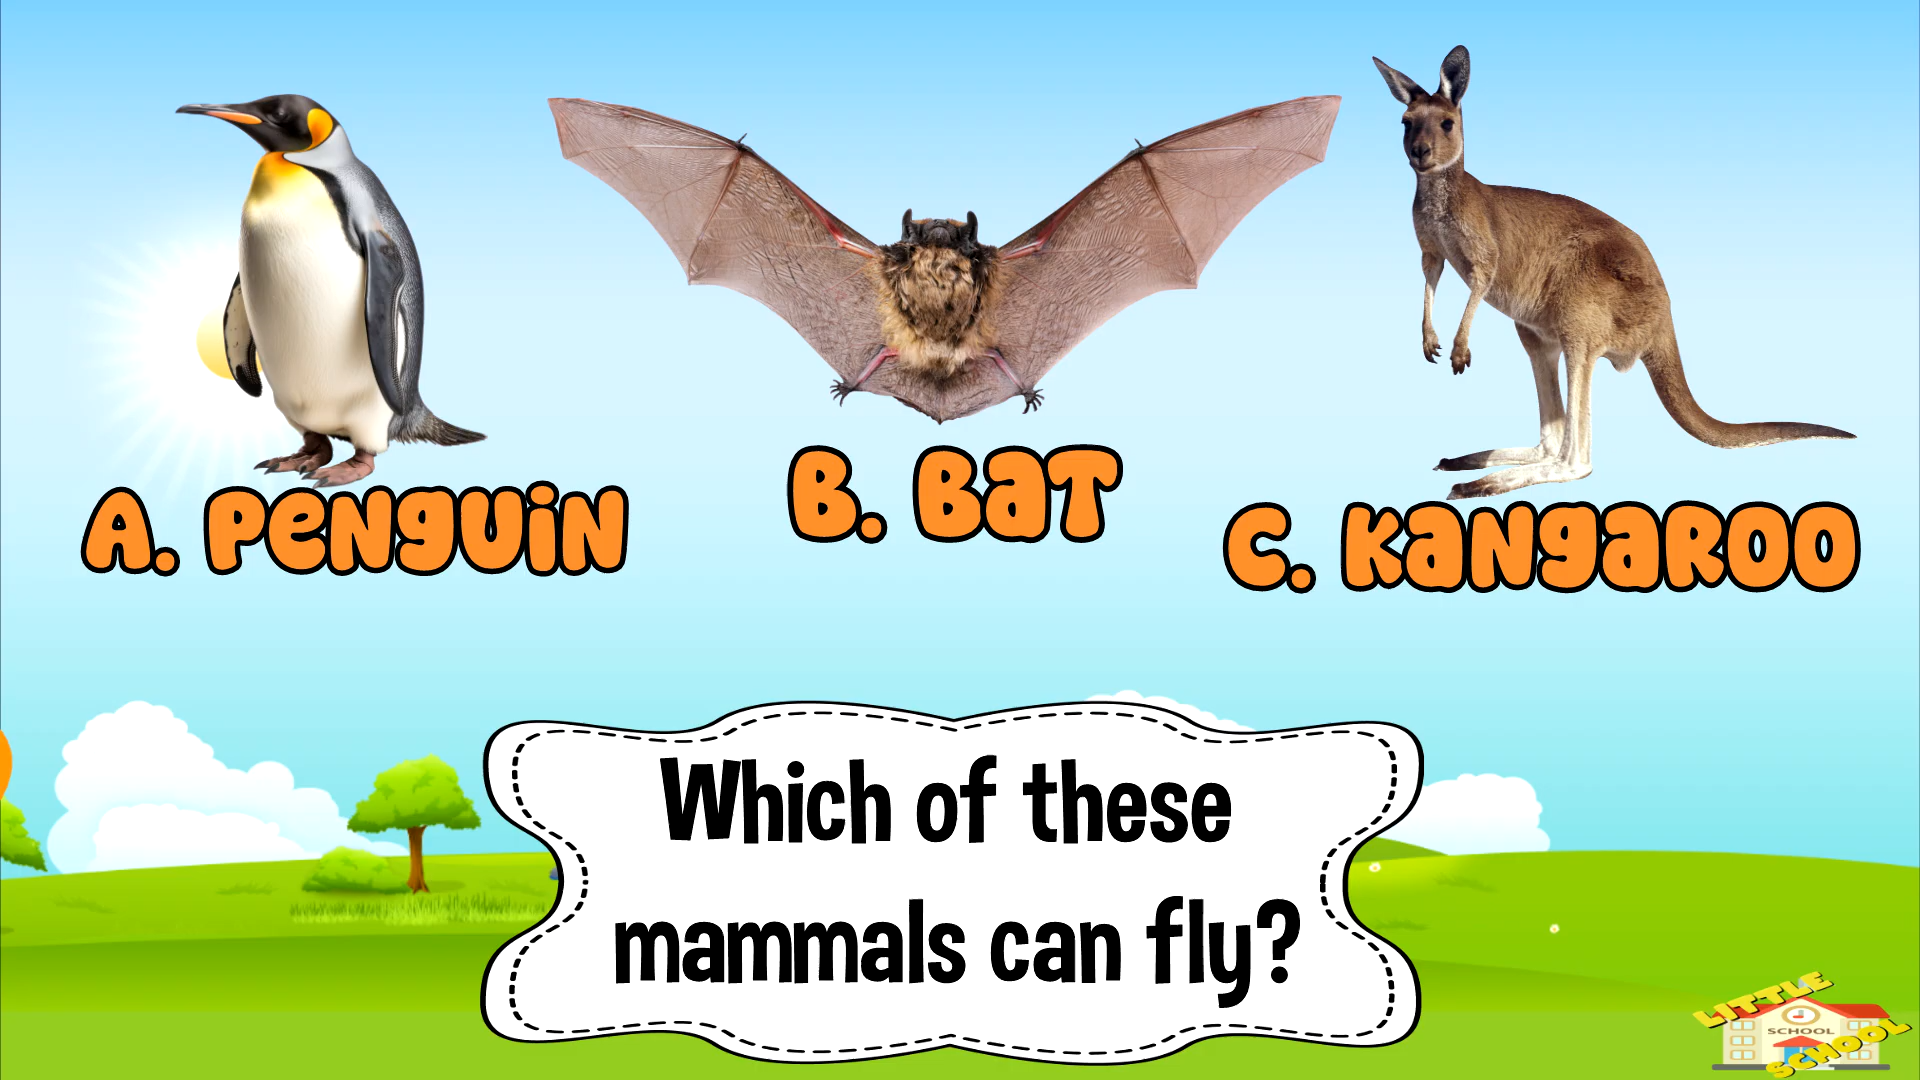 A. Penguin
B. Bat
C. Kangaroo
Which of these
mammals can fly?
LITTLE
SCHOOL
SCHOOL